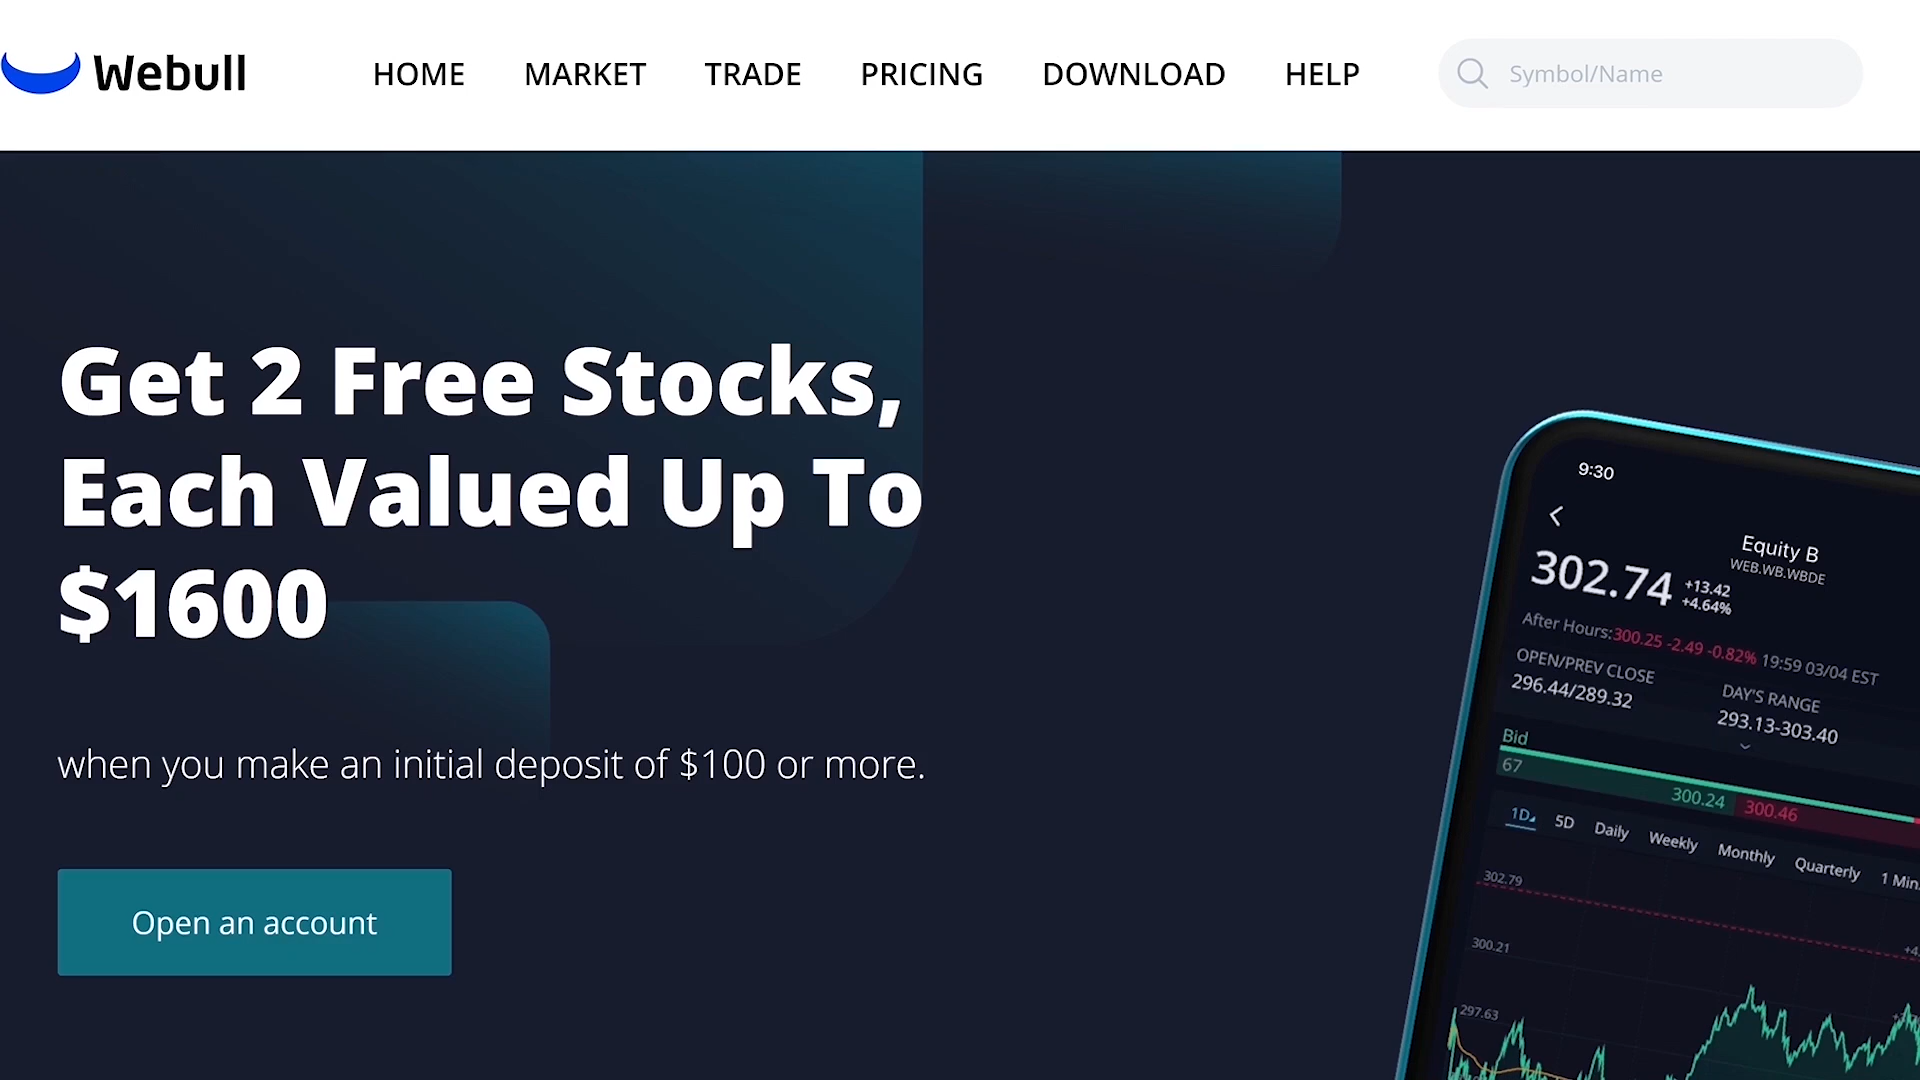 Webull
HOME
MARKET
TRADE
PRICING
DOWNLOAD
HELP
Symbol/Name
Get 2 Free Stocks,
Each Valued Up To
$1600
when you make an initial deposit of $100 or more.
Open an account
9:30
Equity B
WEB.WB.WBDE
302.74
+13.42
+4.64%
After Hours:300.25 -2.49 -0.82% 19:59 03/04 EST
OPEN/PREV CLOSE
296.44/289.32
DAY'S RANGE
293.13-303.40
Bid
67
300.24
300.46
1D
5D
Daily
Weekly
Monthly
Quarterly
1 Min.
302.79
300.21
297.63